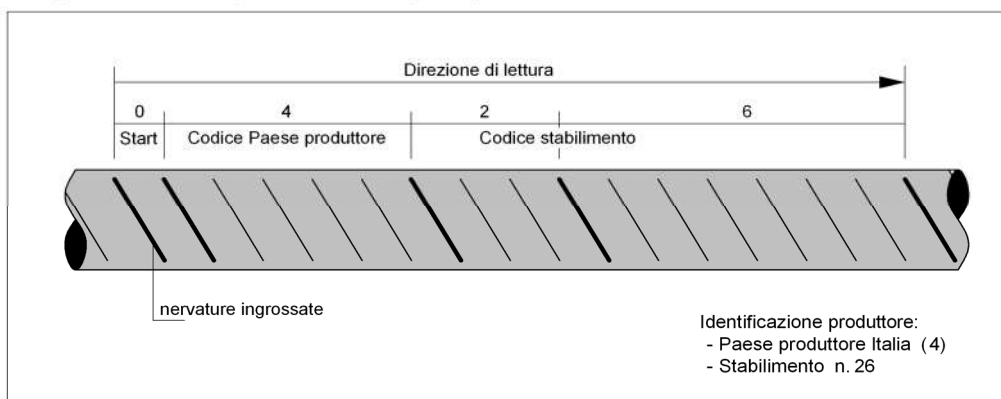 Direzione di lettura
0 4 2 6
Start Codice Paese produttore Codice stabilimento
nervature ingrossate
Identificazione produttore:
- Paese produttore Italia (4)
- Stabilimento n. 26